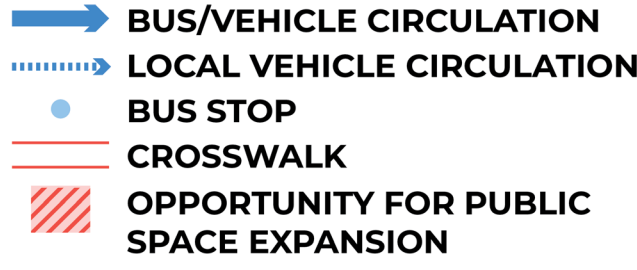 BUS/VEHICLE CIRCULATION
LOCAL VEHICLE CIRCULATION
BUS STOP
CROSSWALK
OPPORTUNITY FOR PUBLIC
SPACE EXPANSION